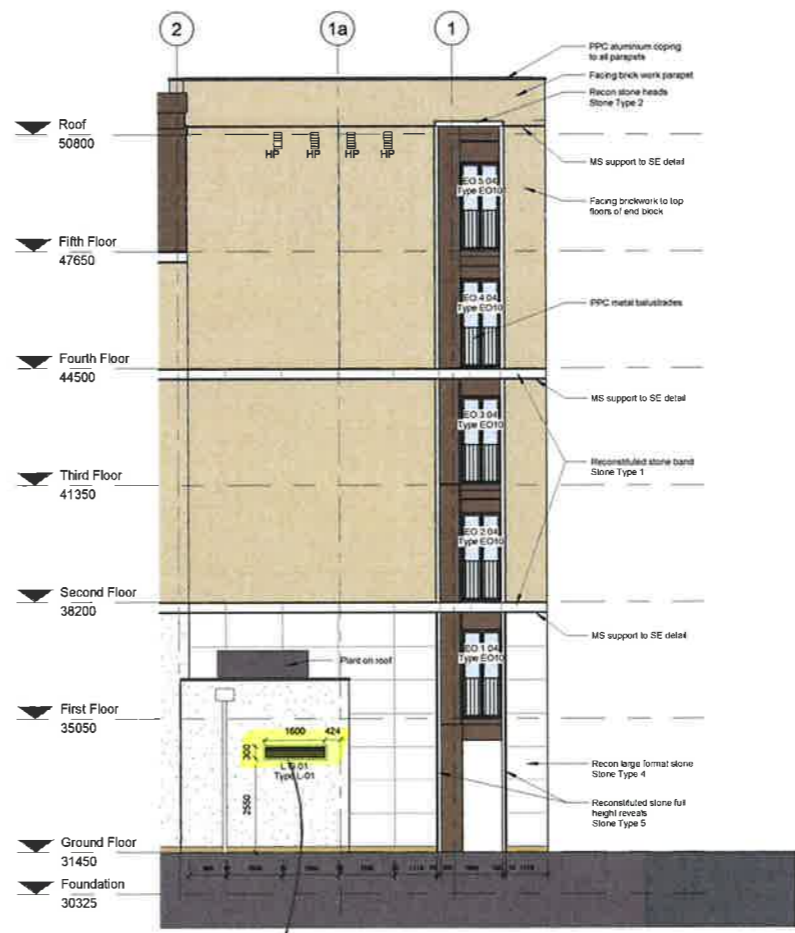 2
1a
1
PPC aluminium coping
to all parapets
Facing brick work parapet
Recon stone heads
Stone Type 2
Roof
50800
HP HP HP HP
MS support to SE detail
EO 5 04
Type EO10
Facing brickwork to top
floors of end block
Fifth Floor
47650
EO 4 04
Type EO10
PPC metal balustrades
Fourth Floor
44500
MS support to SE detail
EO 3 04
Type EO10
Reconstituted stone band
Stone Type 1
Third Floor
41350
EO 2 04
Type EO10
Second Floor
38200
MS support to SE detail
EO 1 04
Type EO10
Plant on roof
First Floor
35050
1600 424
300
Type L-01
2550
Recon large format stone
Stone Type 4
Reconstituted stone full
height reveals
Stone Type 5
Ground Floor
31450
Foundation
30325